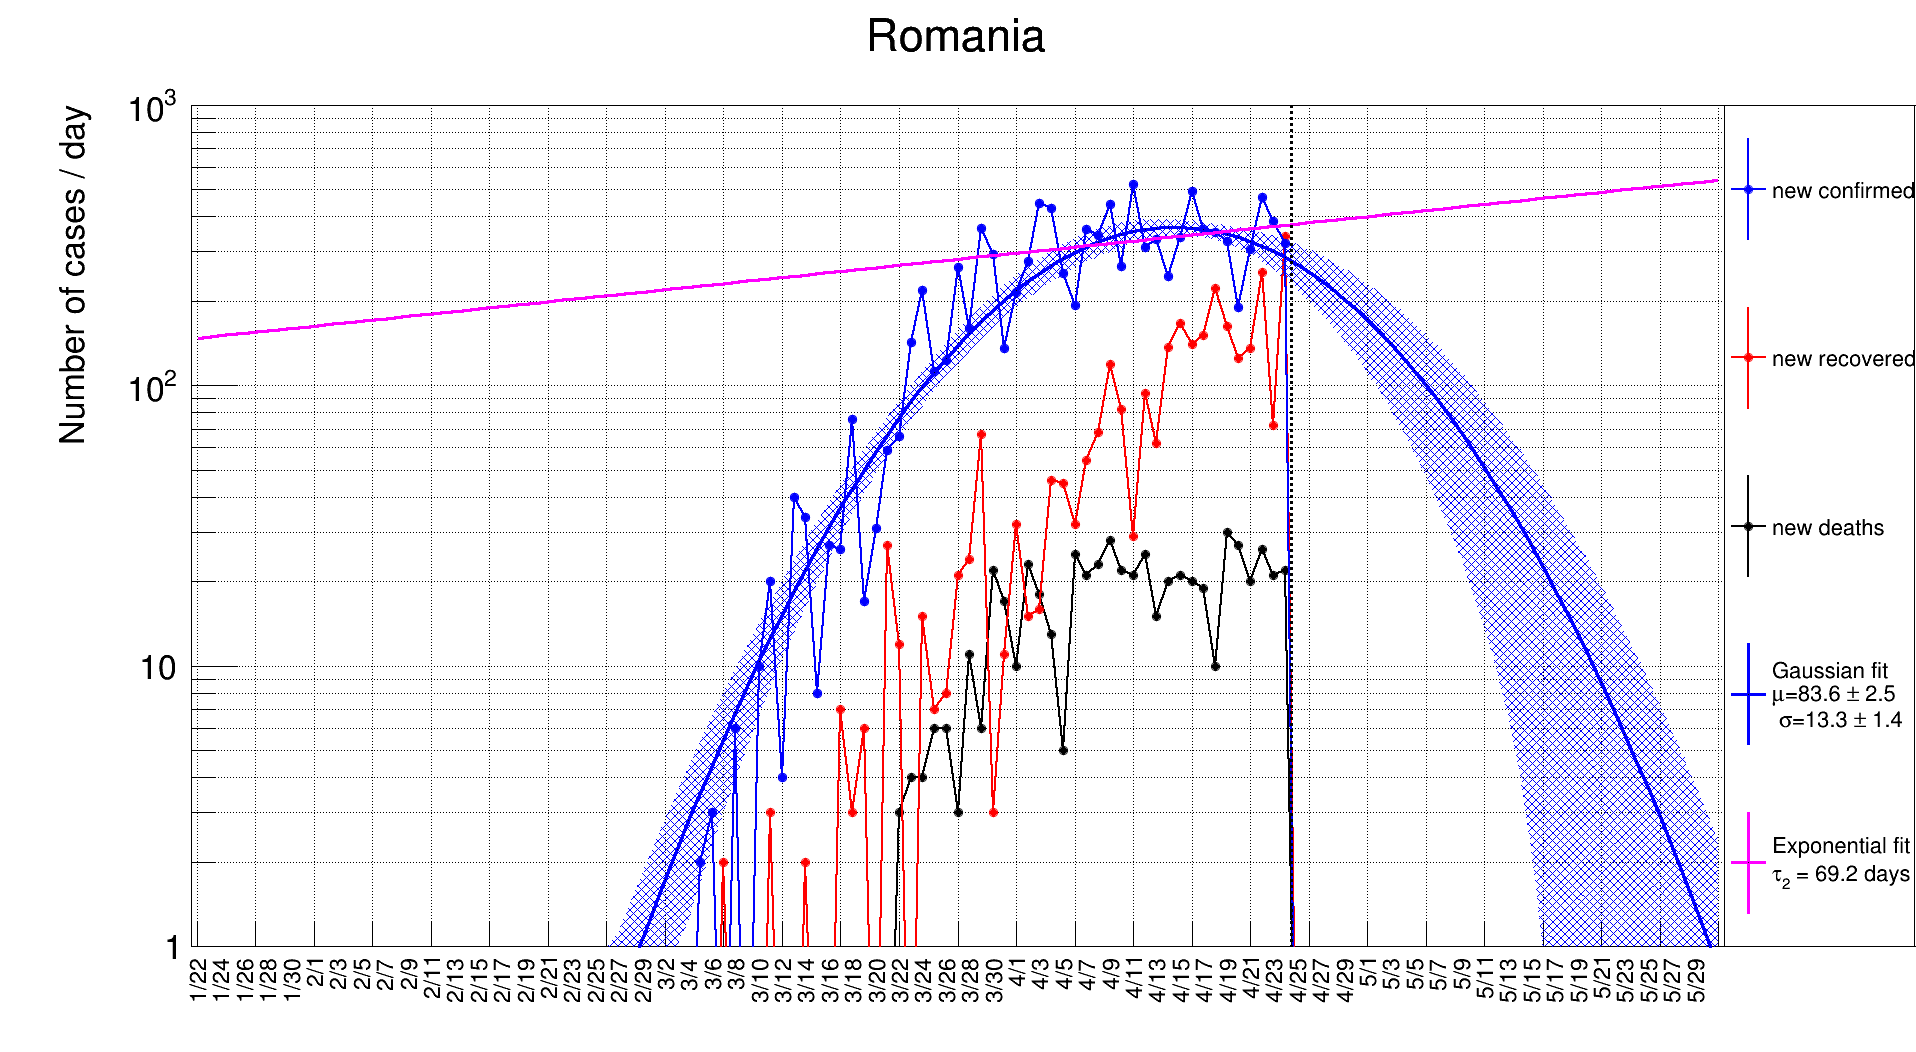 Romania
Number of cases / day
10³
10²
10
1
1/22 1/24 1/26 1/28 1/30 2/1 2/3 2/5 2/7 2/9 2/11 2/13 2/15 2/17 2/19 2/21 2/23 2/25 2/27 2/29 3/2 3/4 3/6 3/8 3/10 3/12 3/14 3/16 3/18 3/20 3/22 3/24 3/26 3/28 3/30 4/1 4/3 4/5 4/7 4/9 4/11 4/13 4/15 4/17 4/19 4/21 4/23 4/25 4/27 4/29 5/1 5/3 5/5 5/7 5/9 5/11 5/13 5/15 5/17 5/19 5/21 5/23 5/25 5/27 5/29
new confirmed
new recovered
new deaths
Gaussian fit
μ=83.6 ± 2.5
σ=13.3 ± 1.4
Exponential fit
τ₂ = 69.2 days